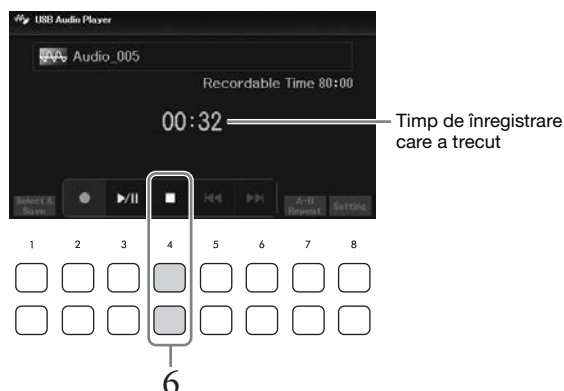 USB Audio Player
Audio_005
Recordable Time 80:00
00:32
Timp de înregistrare
care a trecut
Select &
Save
A-B
Repeat
Setting
1 2 3 4 5 6 7 8
6